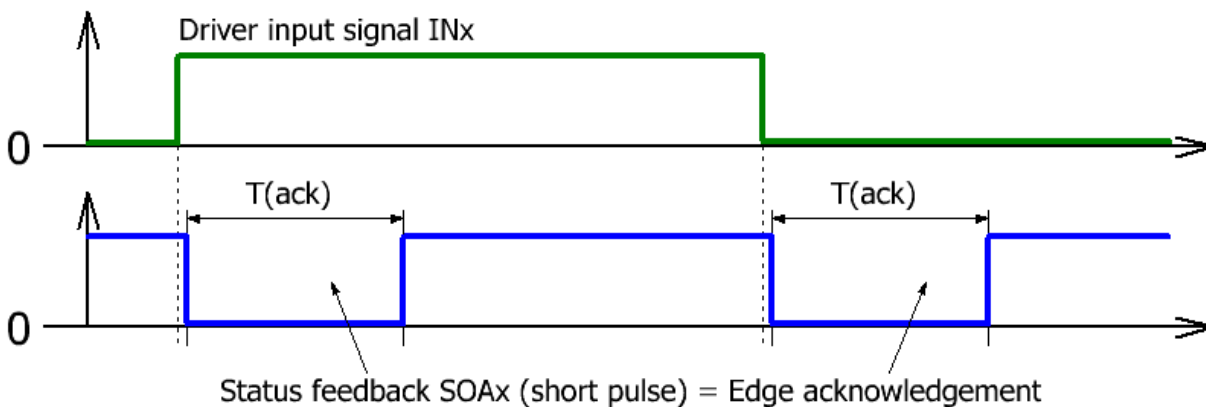 Driver input signal INx
0
T(ack) T(ack)
0
Status feedback SOAx (short pulse) = Edge acknowledgement